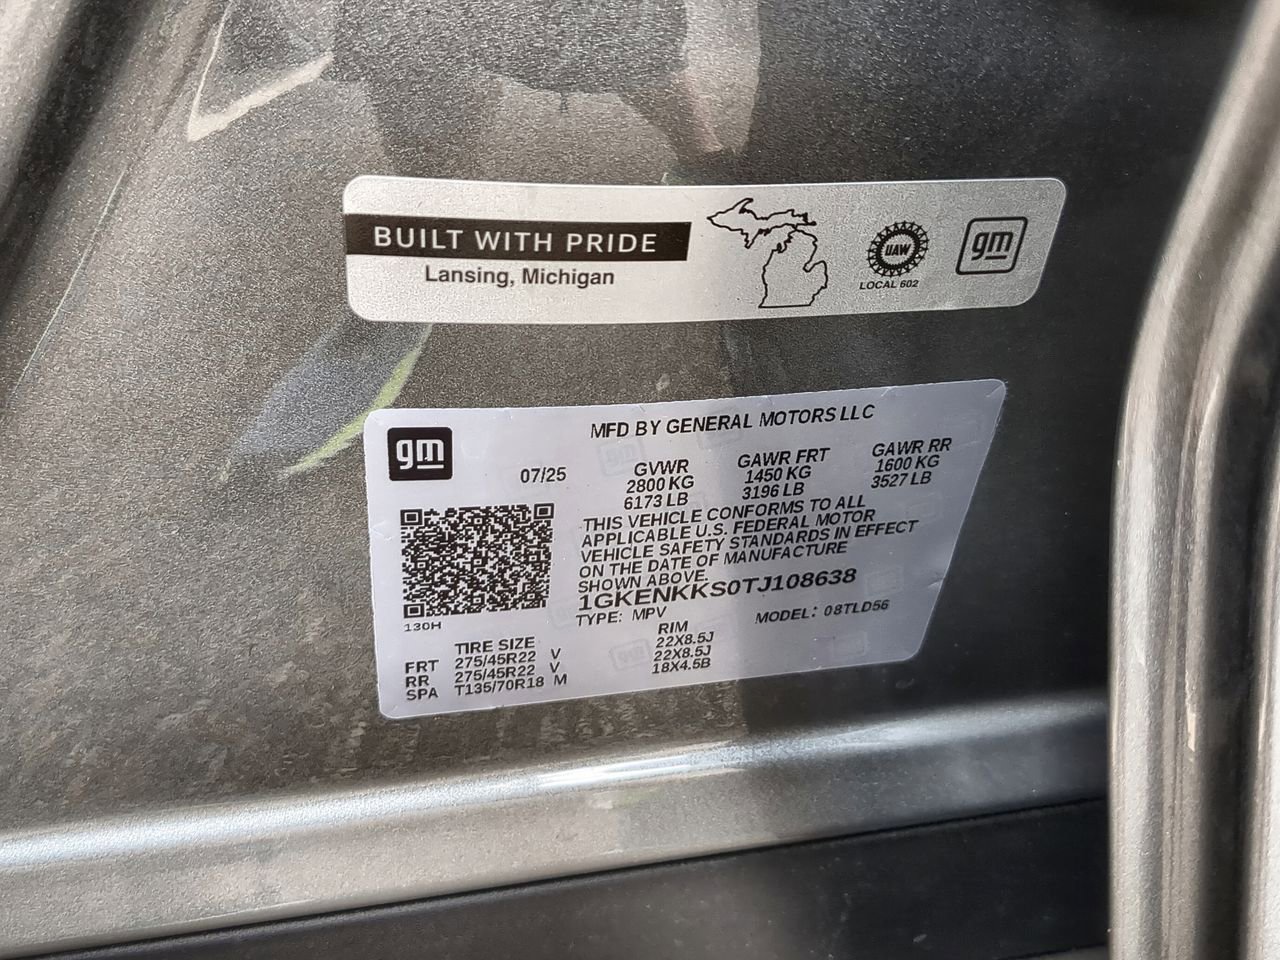 BUILT WITH PRIDE
Lansing, Michigan
UAW
LOCAL 602
gm
gm
MFD BY GENERAL MOTORS LLC
07/25
GVWR
2800 KG
6173 LB
GAWR FRT
1450 KG
3196 LB
GAWR RR
1600 KG
3527 LB
THIS VEHICLE CONFORMS TO ALL
APPLICABLE U.S. FEDERAL MOTOR
VEHICLE SAFETY STANDARDS IN EFFECT
ON THE DATE OF MANUFACTURE
SHOWN ABOVE.
1GKENKKS0TJ108638
TYPE: MPV MODEL: 08TLD56
130H
TIRE SIZE RIM
FRT 275/45R22 V 22X8.5J
RR 275/45R22 V 22X8.5J
SPA T135/70R18 M 18X4.5B